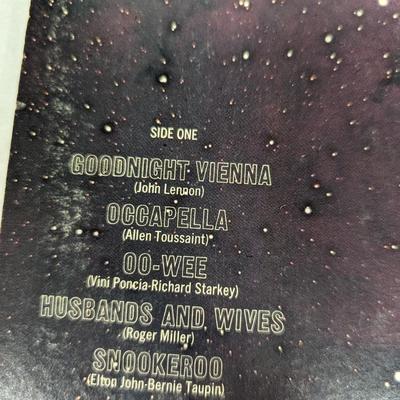 SIDE ONE
GOODNIGHT VIENNA
(John Lennon)
OCCAPELLA
(Allen Toussaint)
OO-WEE
(Vini Poncia-Richard Starkey)
HUSBANDS AND WIVES
(Roger Miller)
SNOOKEROO
(Elton John-Bernie Taupin)